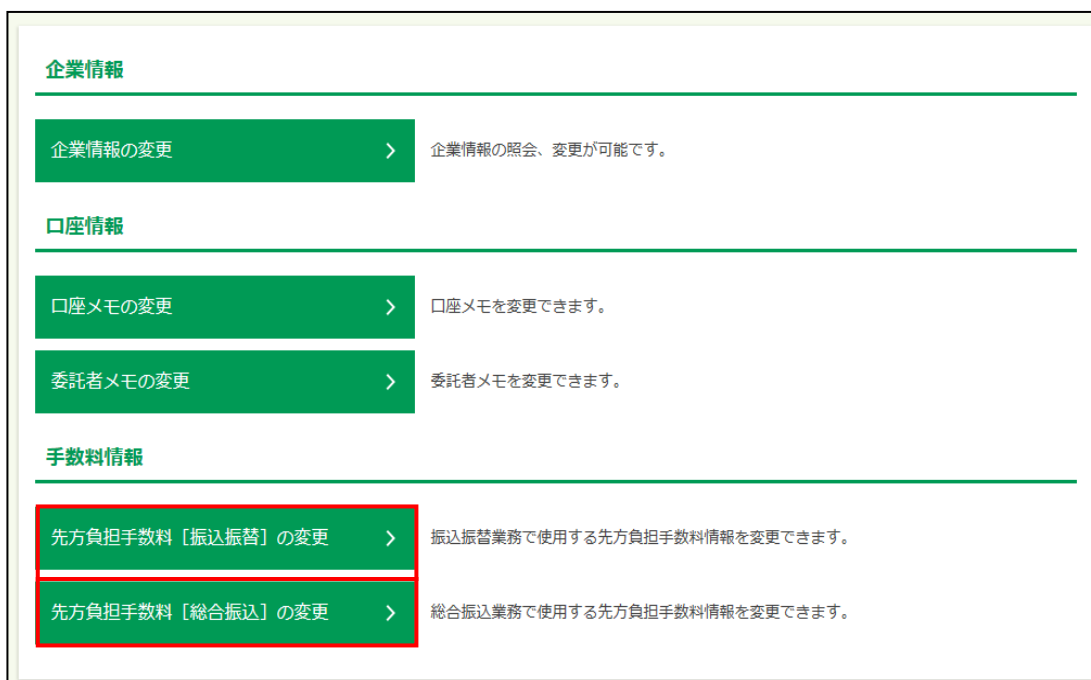 企業情報
企業情報の変更
企業情報の照会、変更が可能です。
口座情報
口座メモの変更
口座メモを変更できます。
委託者メモの変更
委託者メモを変更できます。
手数料情報
先方負担手数料［振込振替］の変更
振込振替業務で使用する先方負担手数料情報を変更できます。
先方負担手数料［総合振込］の変更
総合振込業務で使用する先方負担手数料情報を変更できます。